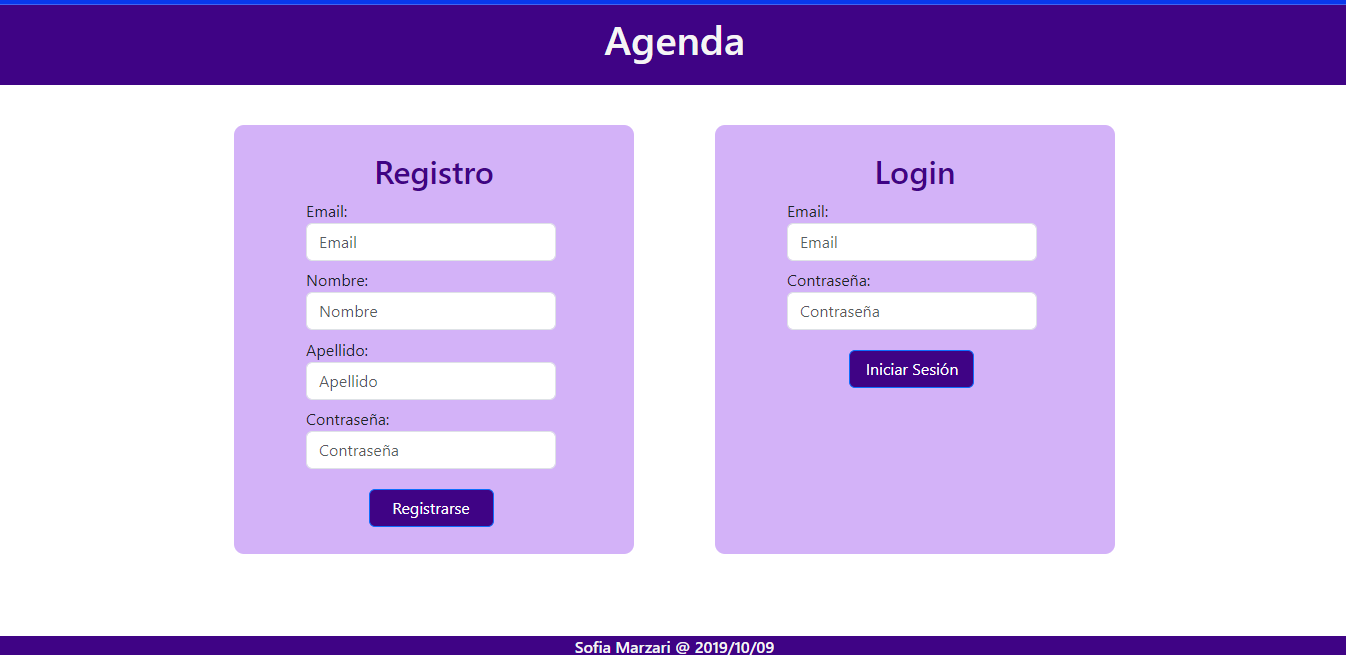 Agenda
Registro
Email:
Email
Nombre:
Nombre
Apellido:
Apellido
Contraseña:
Contraseña
Registrarse
Login
Email:
Email
Contraseña:
Contraseña
Iniciar Sesión
Sofia Marzari @ 2019/10/09